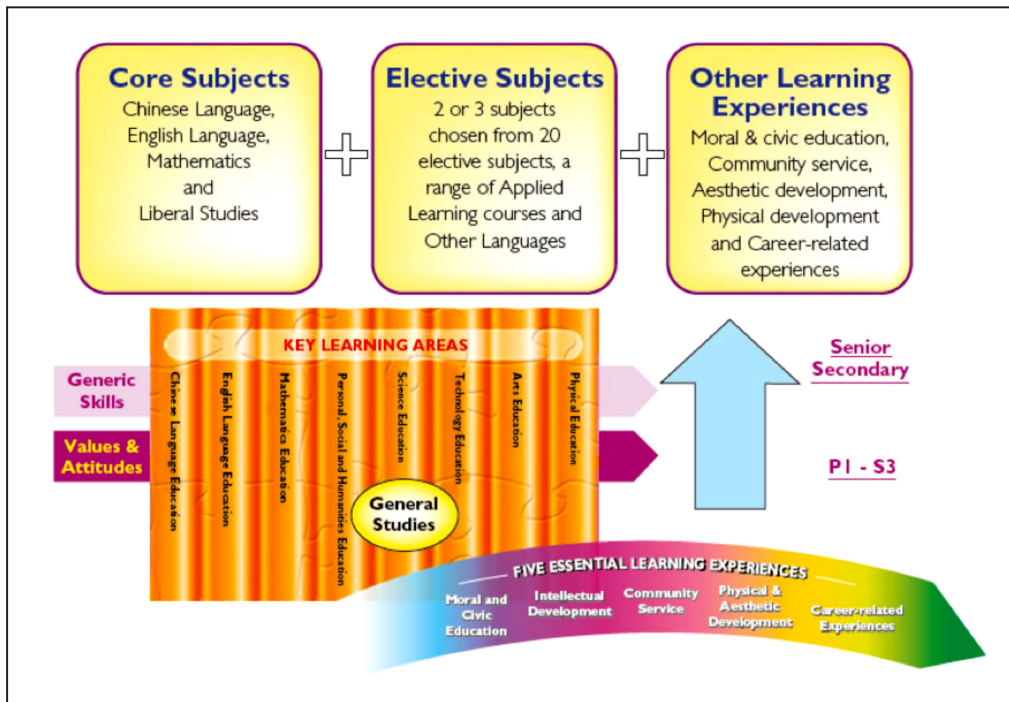 Core Subjects
Chinese Language,
English Language,
Mathematics
and
Liberal Studies
Elective Subjects
2 or 3 subjects
chosen from 20
elective subjects, a
range of Applied
Learning courses and
Other Languages
Other Learning
Experiences
Moral & civic education,
Community service,
Aesthetic development,
Physical development
and Career-related
experiences
KEY LEARNING AREAS
Generic
Skills
Values &
Attitudes
Chinese Language Education
English Language Education
Mathematics Education
Personal, Social and Humanities Education
Science Education
Technology Education
Arts Education
Physical Education
General
Studies
Senior
Secondary
P1 - S3
FIVE ESSENTIAL LEARNING EXPERIENCES
Moral and
Civic
Education
Intellectual
Development
Community
Service
Physical &
Aesthetic
Development
Career-related
Experiences